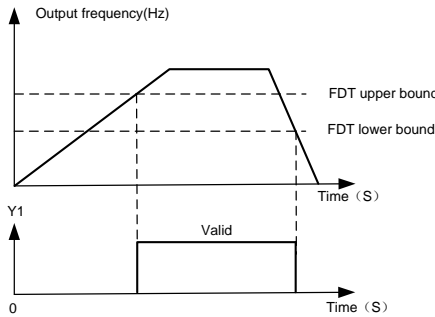 Output frequency(Hz)
FDT upper bound
FDT lower bound
Time（S）
Y1
Valid
0
Time（S）